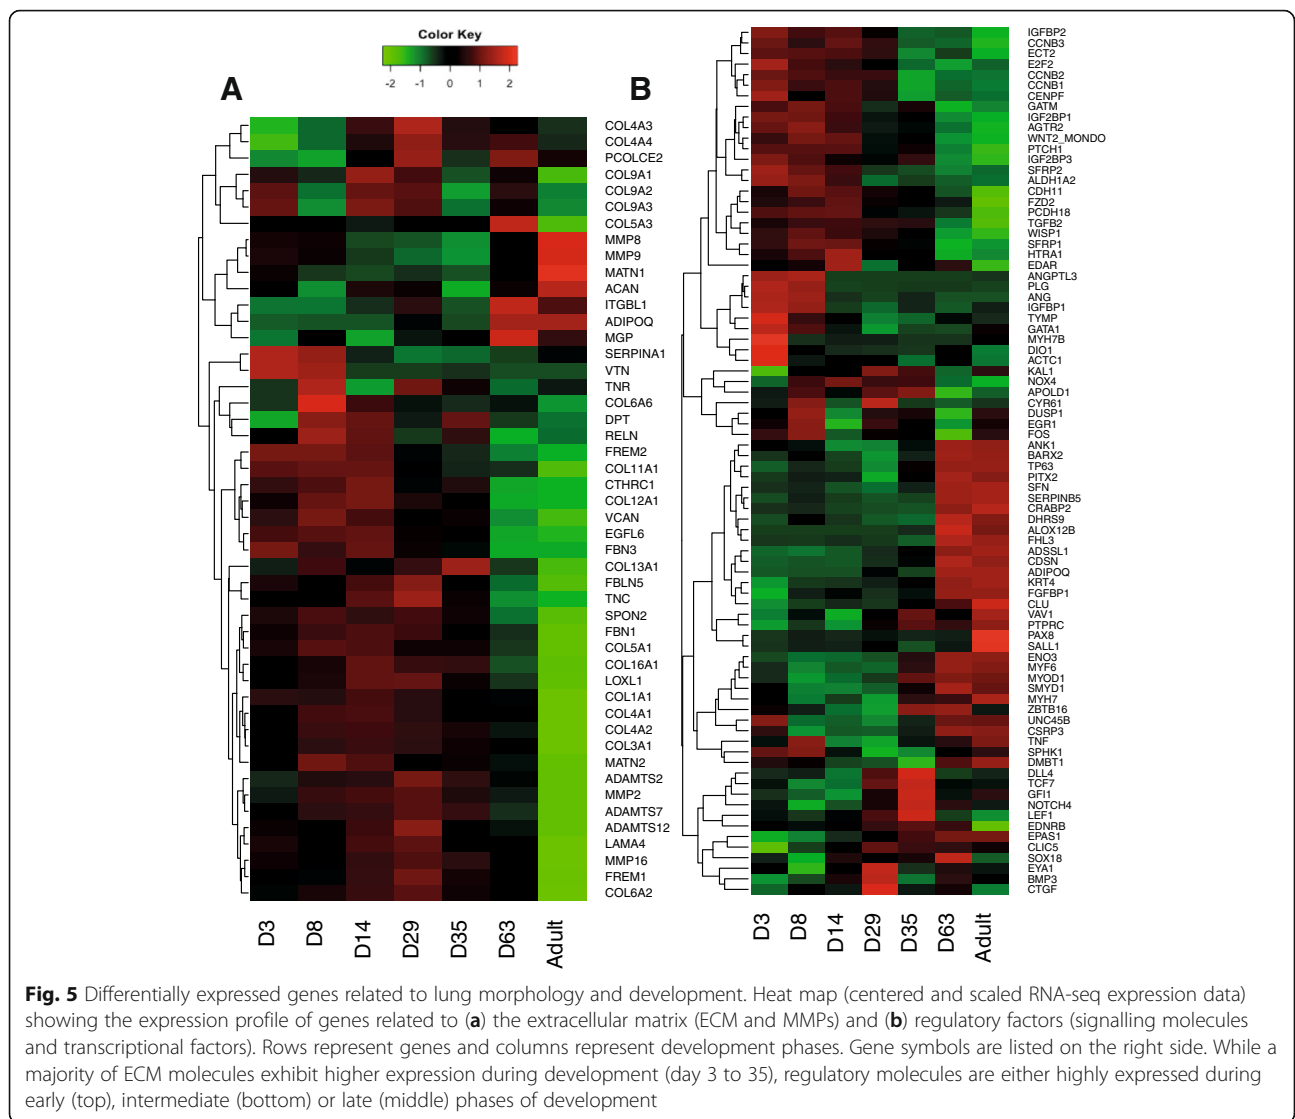 Color Key
-2 -1 0 1 2
A
COL4A3
COL4A4
PCOLCE2
COL9A1
COL9A2
COL9A3
COL5A3
MMP8
MMP9
MATN1
ACAN
ITGBL1
ADIPOQ
MGP
SERPINA1
VTN
TNR
COL6A6
DPT
RELN
FREM2
COL11A1
CTHRC1
COL12A1
VCAN
EGFL6
FBN3
COL13A1
FBLN5
TNC
SPON2
FBN1
COL5A1
COL16A1
LOXL1
COL1A1
COL4A1
COL4A2
COL3A1
MATN2
ADAMTS2
MMP2
ADAMTS7
ADAMTS12
LAMA4
MMP16
FREM1
COL6A2
D3 D8 D14 D29 D35 D63 Adult
B
IGFBP2
CCNB3
ECT2
E2F2
CCNB2
CCNB1
CENPF
GATM
IGF2BP1
AGTR2
WNT2_MONDO
PTCH1
IGF2BP3
SFRP2
ALDH1A2
CDH11
FZD2
PCDH18
TGFB2
WISP1
SFRP1
HTRA1
EDAR
ANGPTL3
PLG
ANG
IGFBP1
TYMP
GATA1
MYH7B
DIO1
ACTC1
KAL1
NOX4
APOLD1
CYR61
DUSP1
EGR1
FOS
ANK1
BARX2
TP63
PITX2
SFN
SERPINB5
CRABP2
DHRS9
ALOX12B
FHL3
ADSSL1
CDSN
ADIPOQ
KRT4
FGFBP1
CLU
VAV1
PTPRC
PAX8
SALL1
ENO3
MYF6
MYOD1
SMYD1
MYH7
ZBTB16
UNC45B
CSRP3
TNF
SPHK1
DMBT1
DLL4
TCF7
GFI1
NOTCH4
LEF1
EDNRB
EPAS1
CLIC5
SOX18
EYA1
BMP3
CTGF
D3 D8 D14 D29 D35 D63 Adult
Fig. 5 Differentially expressed genes related to lung morphology and development. Heat map (centered and scaled RNA-seq expression data)
showing the expression profile of genes related to (a) the extracellular matrix (ECM and MMPs) and (b) regulatory factors (signalling molecules
and transcriptional factors). Rows represent genes and columns represent development phases. Gene symbols are listed on the right side. While a
majority of ECM molecules exhibit higher expression during development (day 3 to 35), regulatory molecules are either highly expressed during
early (top), intermediate (bottom) or late (middle) phases of development